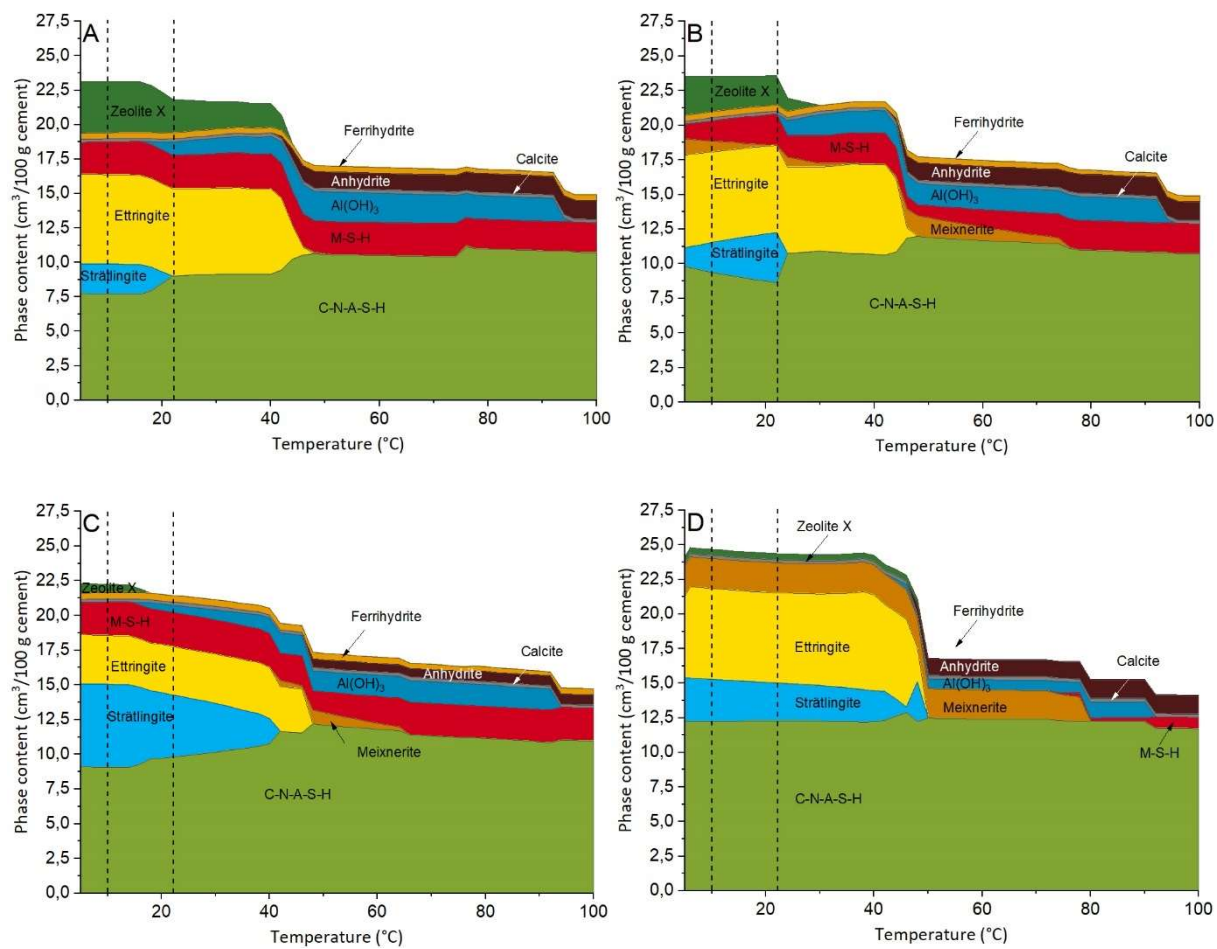 A
27,5
25,0
22,5
20,0
17,5
15,0
12,5
10,0
7,5
5,0
2,5
0,0
Phase content (cm³/100 g cement)
Zeolite X
Ferrihydrite
Calcite
Anhydrite
Ettringite
Al(OH)₃
M-S-H
Strätlingite
C-N-A-S-H
20 40 60 80 100
Temperature (°C)
B
27,5
25,0
22,5
20,0
17,5
15,0
12,5
10,0
7,5
5,0
2,5
0,0
Phase content (cm³/100 g cement)
Zeolite X
Ferrihydrite
M-S-H
Calcite
Anhydrite
Ettringite
Al(OH)₃
Meixnerite
Strätlingite
C-N-A-S-H
20 40 60 80 100
Temperature (°C)
C
27,5
25,0
22,5
20,0
17,5
15,0
12,5
10,0
7,5
5,0
2,5
0,0
Phase content (cm³/100 g cement)
Zeolite X
M-S-H
Ferrihydrite
Calcite
Ettringite
Anhydrite
Al(OH)₃
Strätlingite
Meixnerite
C-N-A-S-H
20 40 60 80 100
Temperature (°C)
D
27,5
25,0
22,5
20,0
17,5
15,0
12,5
10,0
7,5
5,0
2,5
0,0
Phase content (cm³/100 g cement)
Zeolite X
Ferrihydrite
Ettringite
Anhydrite
Calcite
Al(OH)₃
Strätlingite
Meixnerite
M-S-H
C-N-A-S-H
20 40 60 80 100
Temperature (°C)